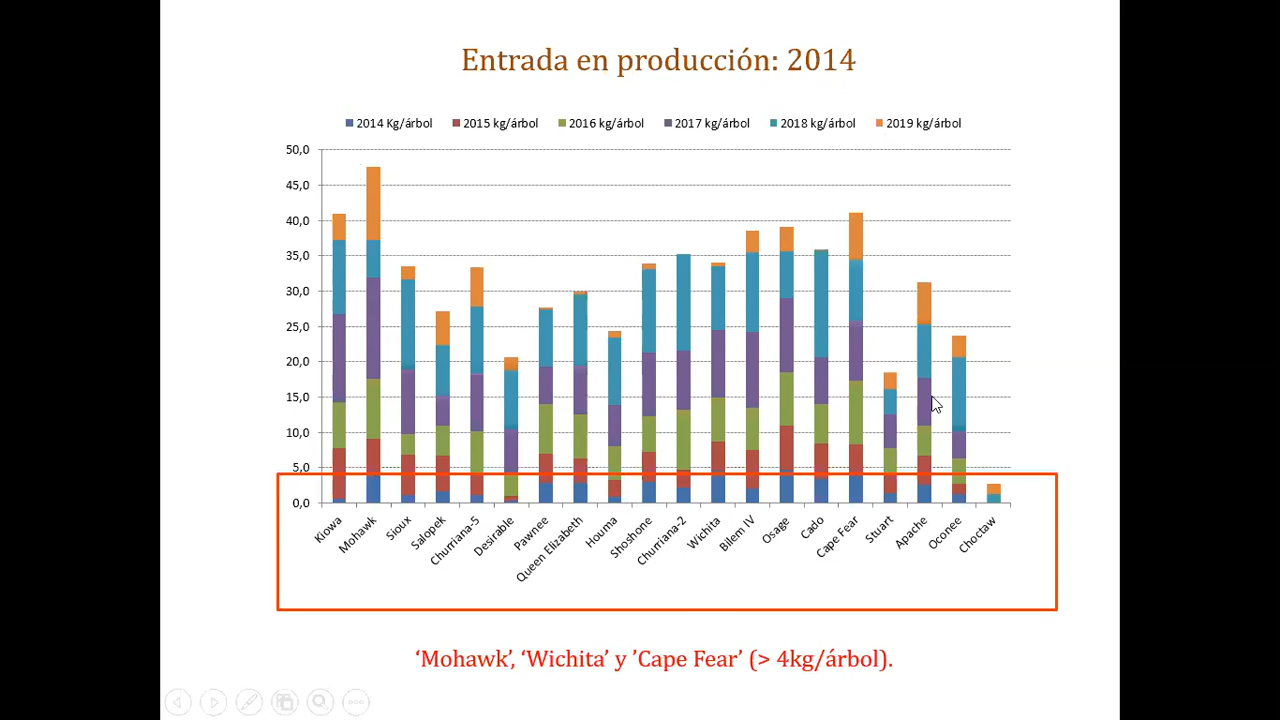 Entrada en producción: 2014
2014 Kg/árbol 2015 kg/árbol 2016 kg/árbol 2017 kg/árbol 2018 kg/árbol 2019 kg/árbol
50,0
45,0
40,0
35,0
30,0
25,0
20,0
15,0
10,0
5,0
0,0
Kiowa
Mohawk
Sioux
Salopek
Churriana-5
Desirable
Pawnee
Queen Elizabeth
Houma
Shoshone
Churriana-2
Wichita
Bilem IV
Osage
Cado
Cape Fear
Stuart
Apache
Oconee
Choctaw
‘Mohawk’, ‘Wichita’ y ’Cape Fear’ (> 4kg/árbol).